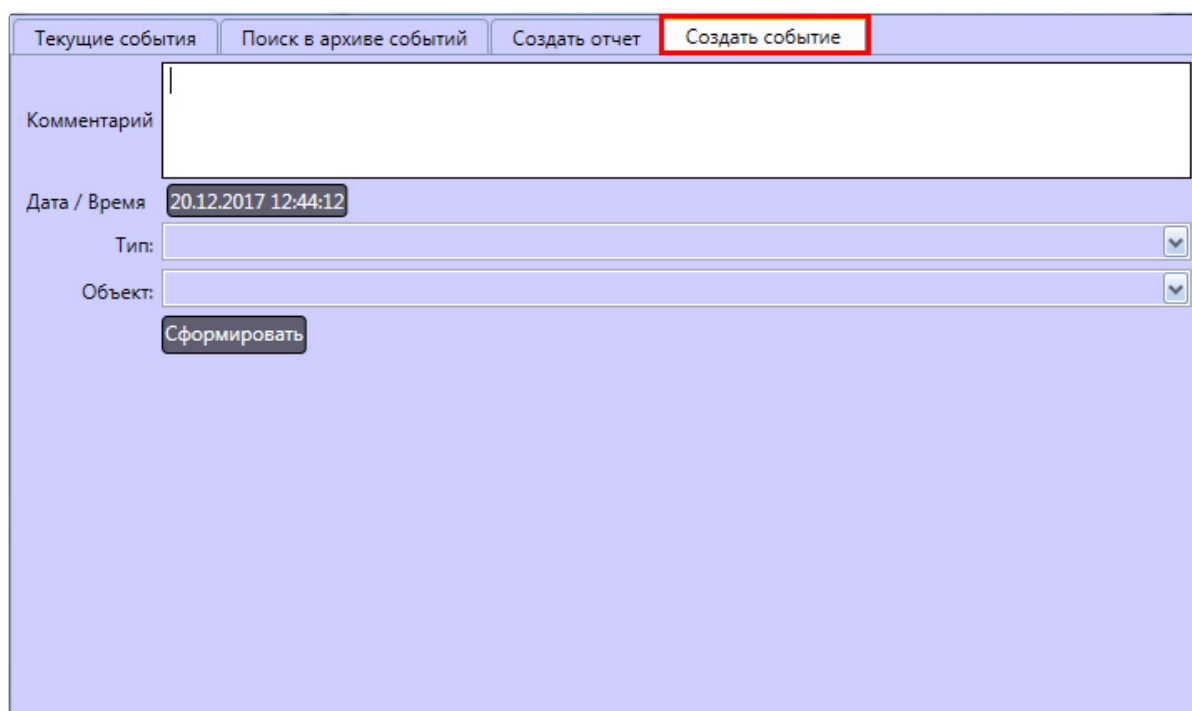 Текущие события Поиск в архиве событий Создать отчет Создать событие
Комментарий
Дата / Время 20.12.2017 12:44:12
Тип:
Объект:
Сформировать